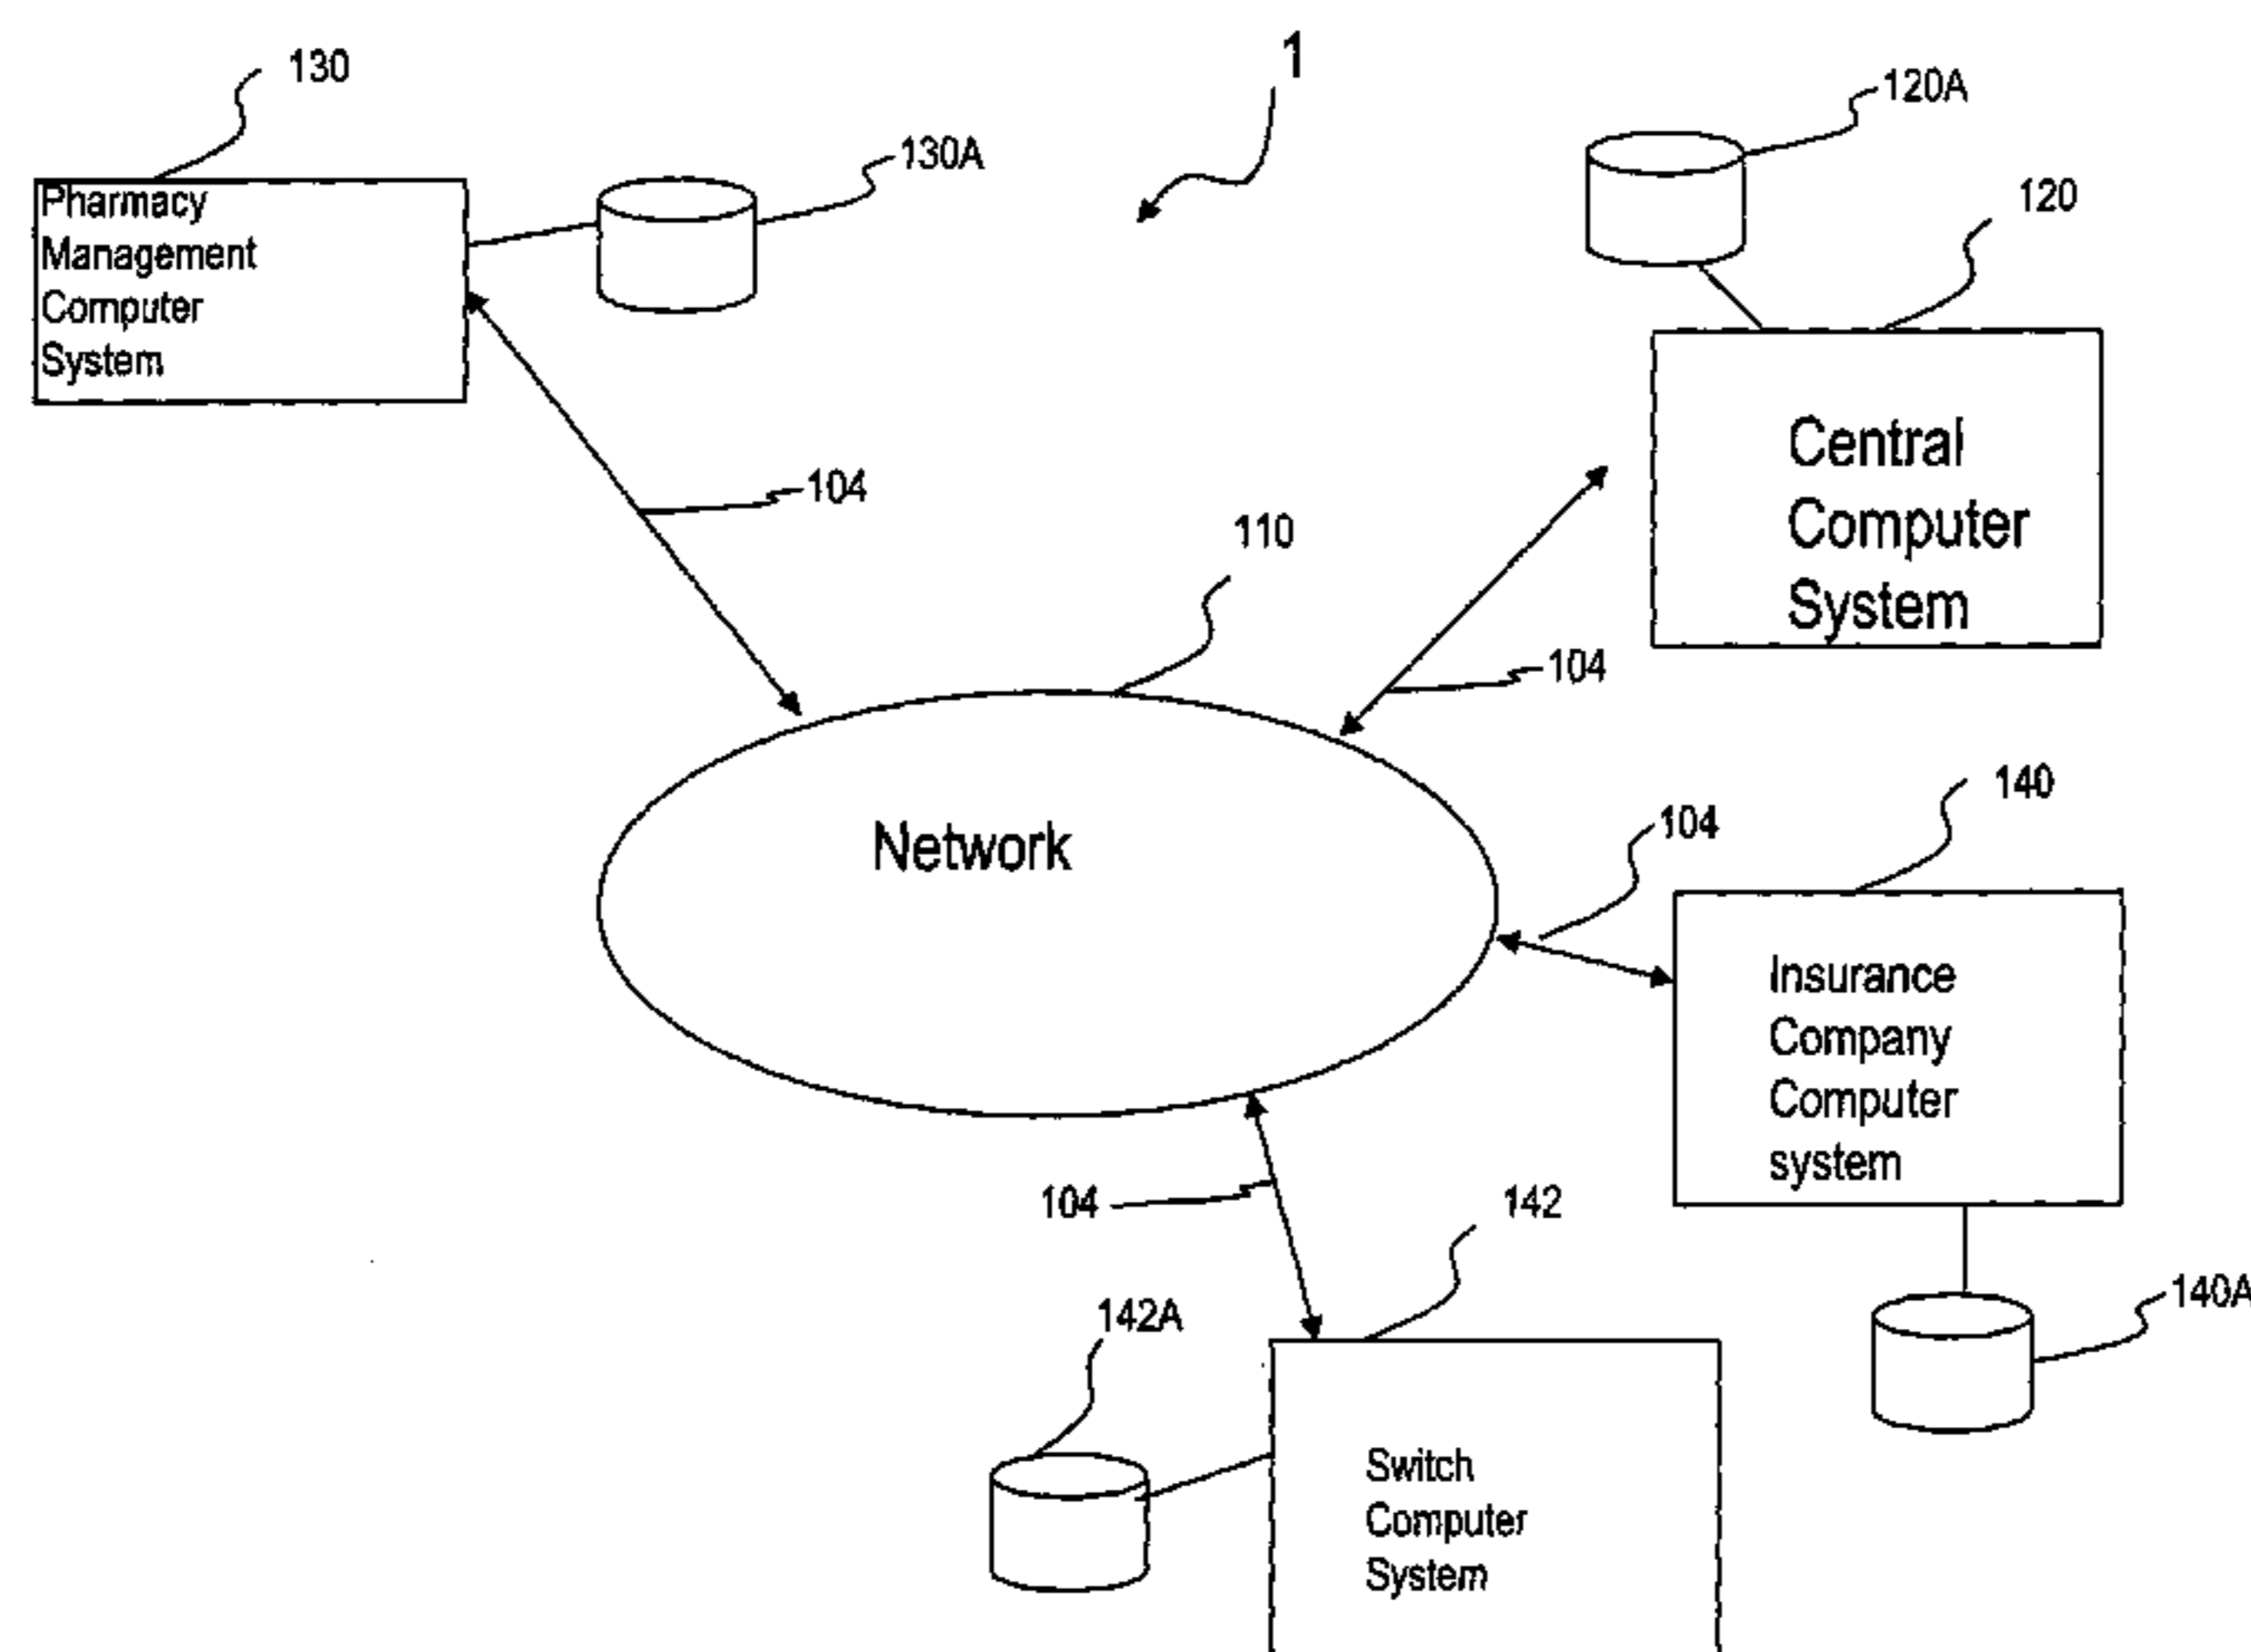 1
130
120A
130A
120
Pharmacy
Management
Computer
System
Central
Computer
System
104
110
104
Network
140
104
Insurance
Company
Computer
system
104
142
142A
140A
Switch
Computer
System